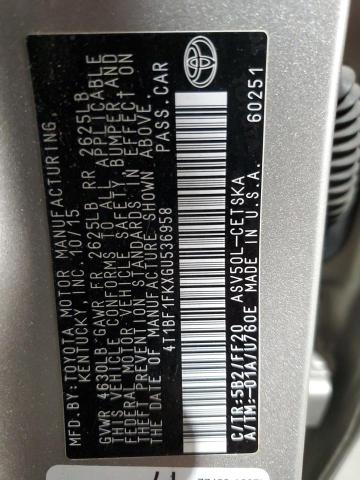 MFD. BY: TOYOTA MOTOR MANUFACTURING,
KENTUCKY, INC. 10/15
GVWR 4630LB GAWR FR 2625LB RR 2625LB
THIS VEHICLE CONFORMS TO ALL APPLICABLE
FEDERAL MOTOR VEHICLE SAFETY, BUMPER AND
THEFT PREVENTION STANDARDS IN EFFECT ON
THE DATE OF MANUFACTURE SHOWN ABOVE.
4T1BF1FKXGU536958 PASS.CAR
C/TR:5B2/FE20 ASV50L-CETSKA
A/TM:-01A/U760E MADE IN U.S.A. 60251